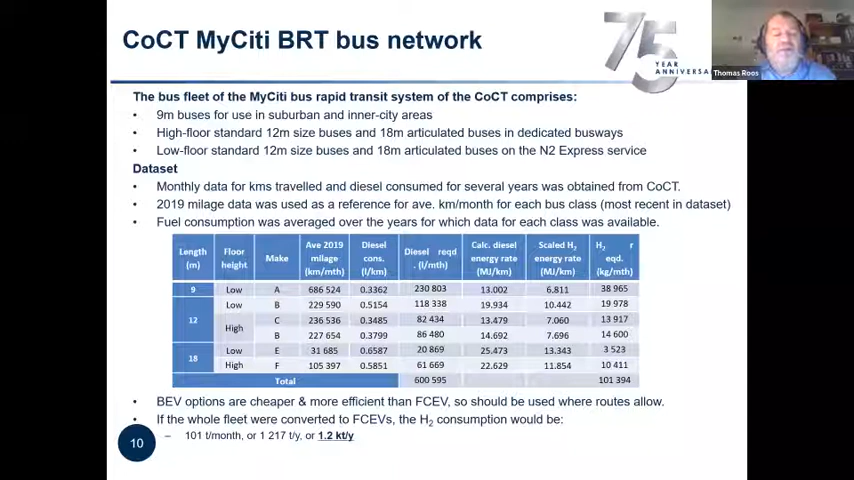 CoCT MyCiti BRT bus network
75
YEAR
ANNIVERSA
Thomas Roos
The bus fleet of the MyCiti bus rapid transit system of the CoCT comprises:
• 9m buses for use in suburban and inner-city areas
• High-floor standard 12m size buses and 18m articulated buses in dedicated busways
• Low-floor standard 12m size buses and 18m articulated buses on the N2 Express service
Dataset
• Monthly data for kms travelled and diesel consumed for several years was obtained from CoCT.
• 2019 milage data was used as a reference for ave. km/month for each bus class (most recent in dataset)
• Fuel consumption was averaged over the years for which data for each class was available.
Length (m) Floor height Make Ave 2019 milage (km/mth) Diesel cons. (l/km) Diesel reqd . (l/mth) Calc. diesel energy rate (MJ/km) Scaled H2 energy rate (MJ/km) H2 r eqd. (kg/mth)
9 Low A 686 524 0.3362 230 803 13.002 6.811 38 965
12 Low B 229 590 0.5154 118 338 19.934 10.442 19 978
High C 236 536 0.3485 82 434 13.479 7.060 13 917
B 227 654 0.3799 86 480 14.692 7.696 14 600
18 Low E 31 685 0.6587 20 869 25.473 13.343 3 523
High F 105 397 0.5851 61 669 22.629 11.854 10 411
Total 600 595 101 394
• BEV options are cheaper & more efficient than FCEV, so should be used where routes allow.
• If the whole fleet were converted to FCEVs, the H2 consumption would be:
– 101 t/month, or 1 217 t/y, or 1.2 kt/y
10